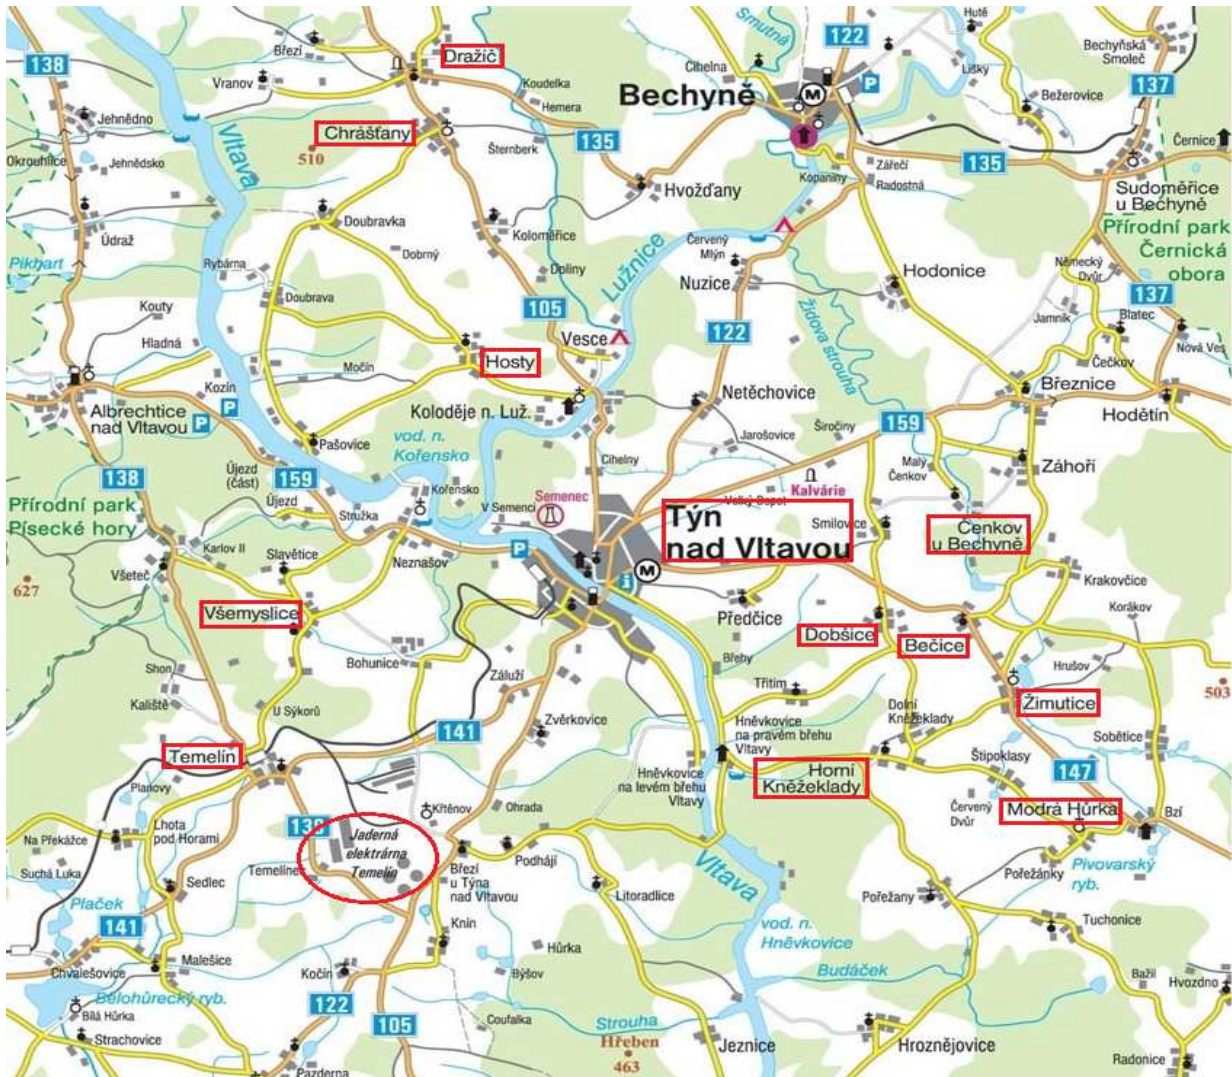 Březí
Dražíč
Smutná
122
Hutě
Bechyňská
Smoleč
138
Vranov
Koudelka
Hemera
Cihelna
Bechyně
M
P
Lišky
137
Jehnědno
Vltava
Chrášťany
510
135
Bežerovice
Okrouhlice
Jehnědsko
Šternberk
Hvožďany
Kopaniny
Zářečí
Radostná
135
Černice
Sudoměřice
u Bechyně
Doubravka
Údraž
Koloměřice
Přírodní park
Černická
obora
Pikhart
Rybárna
Dobrný
Doliny
Lužnice
Červený
Mlýn
Nuzice
Hodonice
Německý
Dvůr
137
Kouty
Doubrava
105
Vesce
122
Židova strouha
Jamník
Blatec
Hladná
Močín
Hosty
Čečkov
Nová Ves
Kozín
P
Albrechtice
nad Vltavou
P
Koloděje n. Luž.
Netěchovice
Březnice
Hodětín
Pašovice
vod. n.
Kořensko
Jarošovice
Širočiny
159
138
Újezd
(část)
159
Cihelny
Malý
Čenkov
Záhoří
Přírodní park
Písecké hory
Újezd
Kořensko
V Semenci
Semenec
Kalvárie
Stružka
Týn
nad Vltavou
Smilovice
Čenkov
u Bechyně
Karlov II
Slavětice
Neznašov
P
M
i
Všeteč
627
Krakovčice
Všemyslice
Předčice
Dobšice
Bečice
Korákov
Shon
Bohunice
Břehy
Hrušov
503
Kaliště
Záluží
Třitim
Žimutice
U Sýkorů
Zvěrkovice
Hněvkovice
na pravém břehu
Vltavy
Dolní
Kněžeklady
141
Temelín
Štipoklasy
Sobětice
Planovy
Hněvkovice
na levém břehu
Vltavy
Horní
Kněžeklady
147
Křtěnov
Ohrada
Červený
Dvůr
Modrá Hůrka
Bzí
Na Překážce
Lhota
pod Horami
138
Jaderná
elektrárna
Temelín
Suchá Luka
Temelínec
Březí
u Týna
nad Vltavou
Podhájí
Vltava
Pořežánky
Pivovarský
ryb.
Sedlec
Plaček
Litoradlice
Pořežany
141
Knín
vod. n.
Hněvkovice
Tuchonice
Chvalešovice
Malešice
Kočín
Hůrka
Býšov
Budáček
Bažil
Hvozdno
Bělohůrecký ryb.
Bílá Hůrka
122
105
Coufalka
Strouha
Strachovice
Hřeben
463
Jeznice
Hroznějovice
Radonice
Pazderna